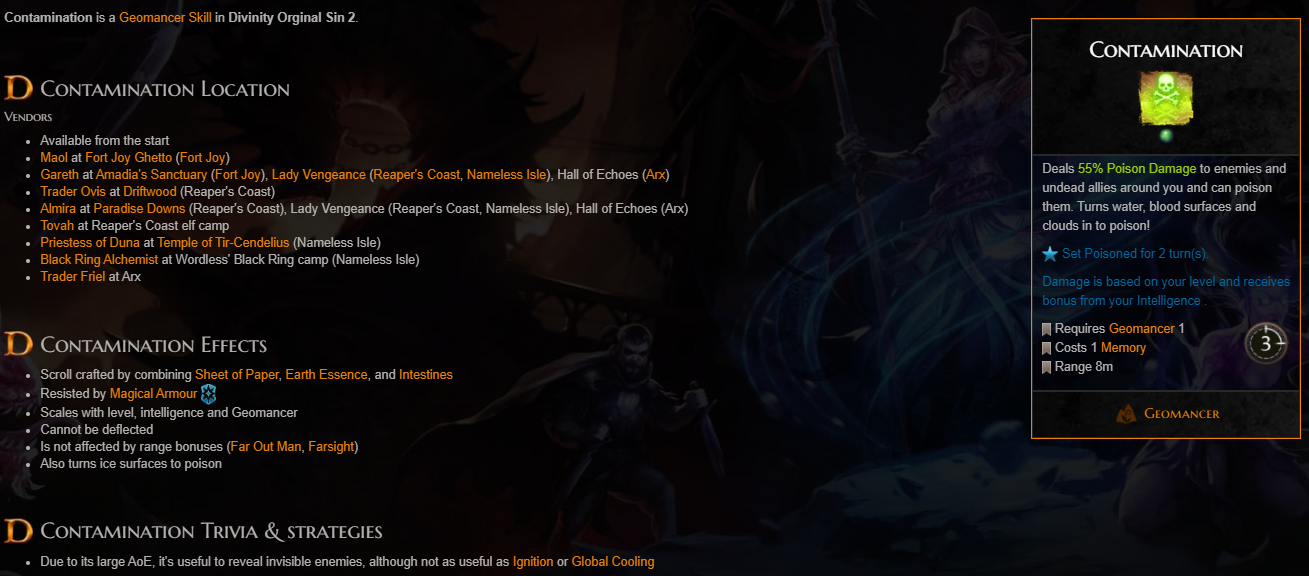 Contamination is a Geomancer Skill in Divinity Orginal Sin 2.
Contamination Location
Vendors
Available from the start
Maol at Fort Joy Ghetto (Fort Joy)
Gareth at Amadia's Sanctuary (Fort Joy), Lady Vengeance (Reaper's Coast, Nameless Isle), Hall of Echoes (Arx)
Trader Ovis at Driftwood (Reaper's Coast)
Almira at Paradise Downs (Reaper's Coast), Lady Vengeance (Reaper's Coast, Nameless Isle), Hall of Echoes (Arx)
Tovah at Reaper's Coast elf camp
Priestess of Duna at Temple of Tir-Cendelius (Nameless Isle)
Black Ring Alchemist at Wordless' Black Ring camp (Nameless Isle)
Trader Friel at Arx
Contamination Effects
Scroll crafted by combining Sheet of Paper, Earth Essence, and Intestines
Resisted by Magical Armour
Scales with level, intelligence and Geomancer
Cannot be deflected
Is not affected by range bonuses (Far Out Man, Farsight)
Also turns ice surfaces to poison
Contamination Trivia & strategies
Due to its large AoE, it's useful to reveal invisible enemies, although not as useful as Ignition or Global Cooling
Contamination
Deals 55% Poison Damage to enemies and
undead allies around you and can poison
them. Turns water, blood surfaces and
clouds in to poison!
Set Poisoned for 2 turn(s).
Damage is based on your level and receives
bonus from your Intelligence .
Requires Geomancer 1
Costs 1 Memory
Range 8m
3
Geomancer